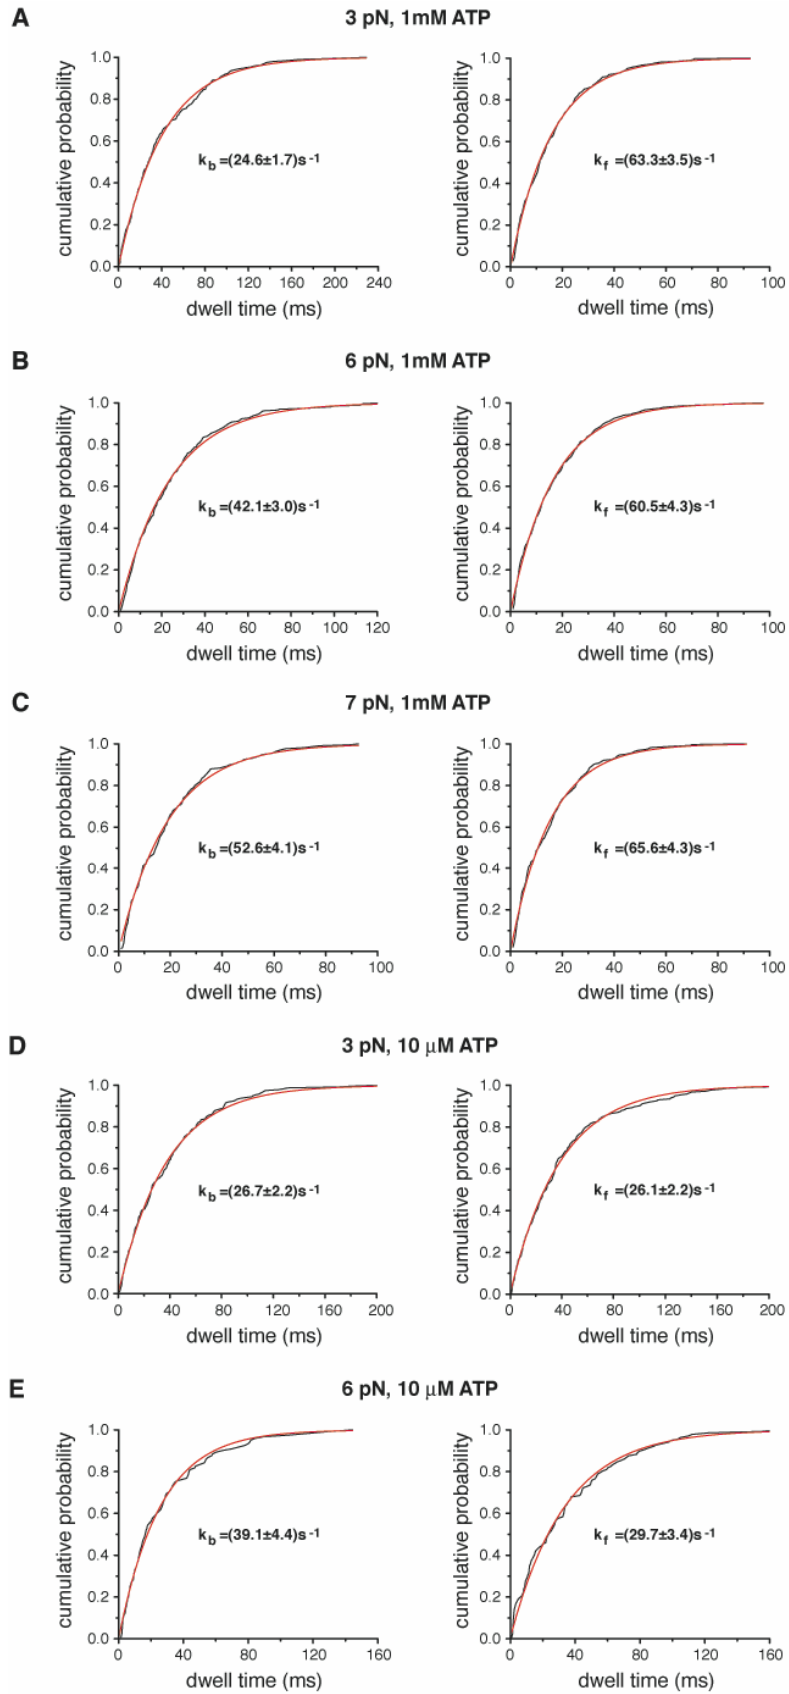 A
3 pN, 1mM ATP
cumulative probability
1.0
0.8
0.6
0.4
0.2
0.0
k b =(24.6±1.7)s -1
0 40 80 120 160 200 240
dwell time (ms)
cumulative probability
1.0
0.8
0.6
0.4
0.2
0.0
k f =(63.3±3.5)s -1
0 20 40 60 80 100
dwell time (ms)
B
6 pN, 1mM ATP
cumulative probability
1.0
0.8
0.6
0.4
0.2
0.0
k b =(42.1±3.0)s -1
0 20 40 60 80 100 120
dwell time (ms)
cumulative probability
1.0
0.8
0.6
0.4
0.2
0.0
k f =(60.5±4.3)s -1
0 20 40 60 80 100
dwell time (ms)
C
7 pN, 1mM ATP
cumulative probability
1.0
0.8
0.6
0.4
0.2
0.0
k b =(52.6±4.1)s -1
0 20 40 60 80 100
dwell time (ms)
cumulative probability
1.0
0.8
0.6
0.4
0.2
0.0
k f =(65.6±4.3)s -1
0 20 40 60 80 100
dwell time (ms)
D
3 pN, 10 μM ATP
cumulative probability
1.0
0.8
0.6
0.4
0.2
0.0
k b =(26.7±2.2)s -1
0 40 80 120 160 200
dwell time (ms)
cumulative probability
1.0
0.8
0.6
0.4
0.2
0.0
k f =(26.1±2.2)s -1
0 40 80 120 160 200
dwell time (ms)
E
6 pN, 10 μM ATP
cumulative probability
1.0
0.8
0.6
0.4
0.2
0.0
k b =(39.1±4.4)s -1
0 40 80 120 160
dwell time (ms)
cumulative probability
1.0
0.8
0.6
0.4
0.2
0.0
k f =(29.7±3.4)s -1
0 40 80 120 160
dwell time (ms)